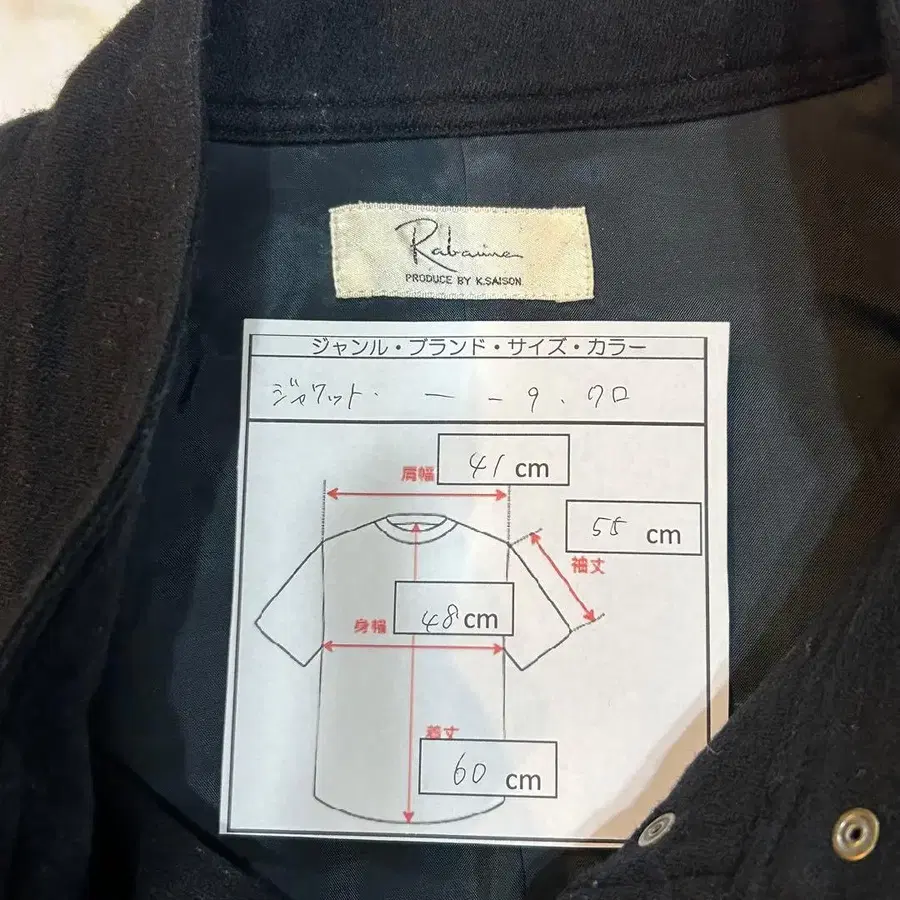 Rabaine
PRODUCE BY K.SAISON
ジャンル・ブランド・サイズ・カラー
ジャケット・ ー - 9 . クロ
肩幅 41 cm
55 cm
袖丈
身幅 48 cm
着丈
60 cm